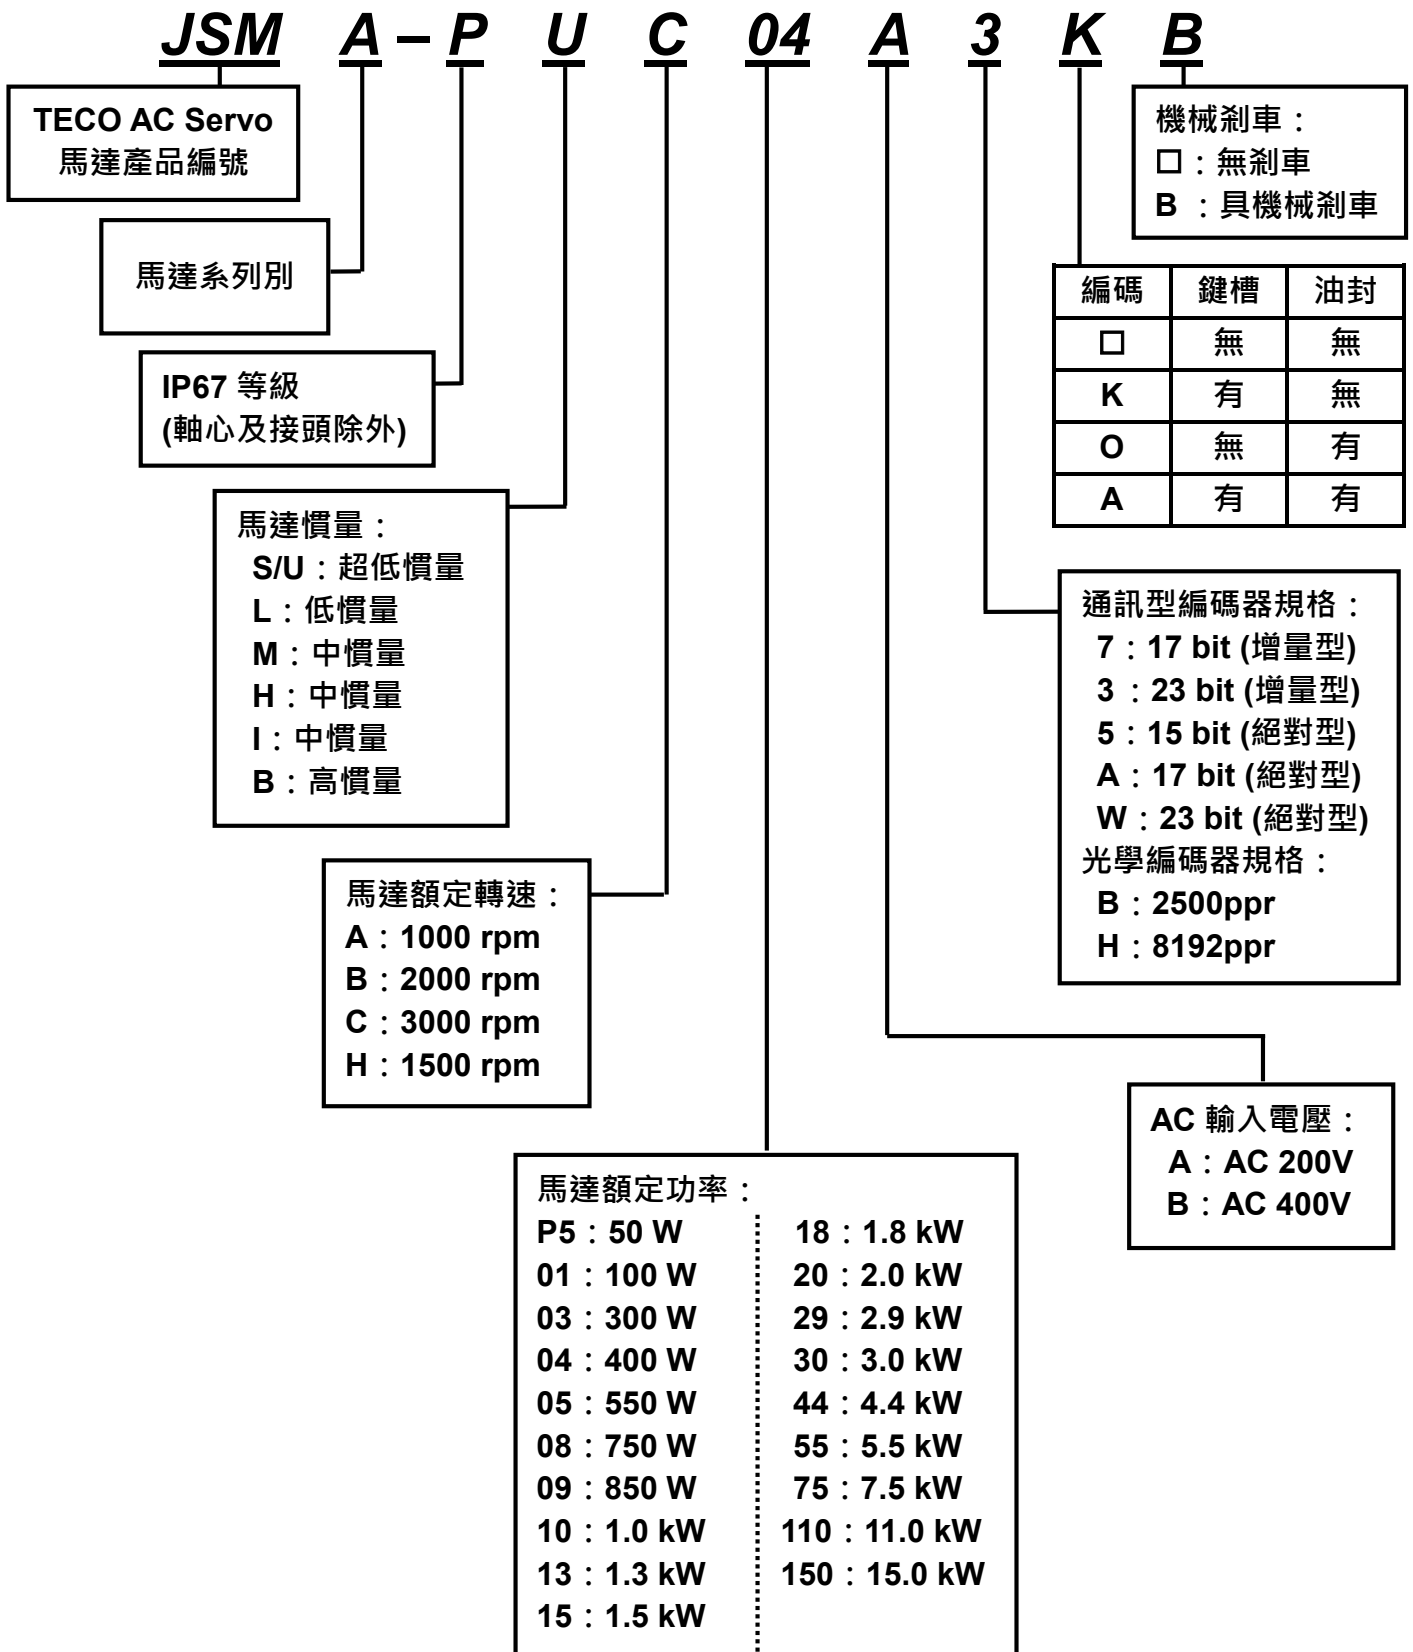 JSM A – P U C 04 A 3 K B
TECO AC Servo
馬達產品編號
馬達系列別
IP67 等級
(軸心及接頭除外)
馬達慣量：
S/U：超低慣量
L：低慣量
M：中慣量
H：中慣量
I：中慣量
B：高慣量
馬達額定轉速：
A：1000 rpm
B：2000 rpm
C：3000 rpm
H：1500 rpm
馬達額定功率：
P5：50 W
01：100 W
03：300 W
04：400 W
05：550 W
08：750 W
09：850 W
10：1.0 kW
13：1.3 kW
15：1.5 kW
18：1.8 kW
20：2.0 kW
29：2.9 kW
30：3.0 kW
44：4.4 kW
55：5.5 kW
75：7.5 kW
110：11.0 kW
150：15.0 kW
AC 輸入電壓：
A：AC 200V
B：AC 400V
通訊型編碼器規格：
7：17 bit (增量型)
3：23 bit (增量型)
5：15 bit (絕對型)
A：17 bit (絕對型)
W：23 bit (絕對型)
光學編碼器規格：
B：2500ppr
H：8192ppr
編碼 鍵槽 油封
□ 無 無
K 有 無
O 無 有
A 有 有
機械剎車：
□：無剎車
B ：具機械剎車